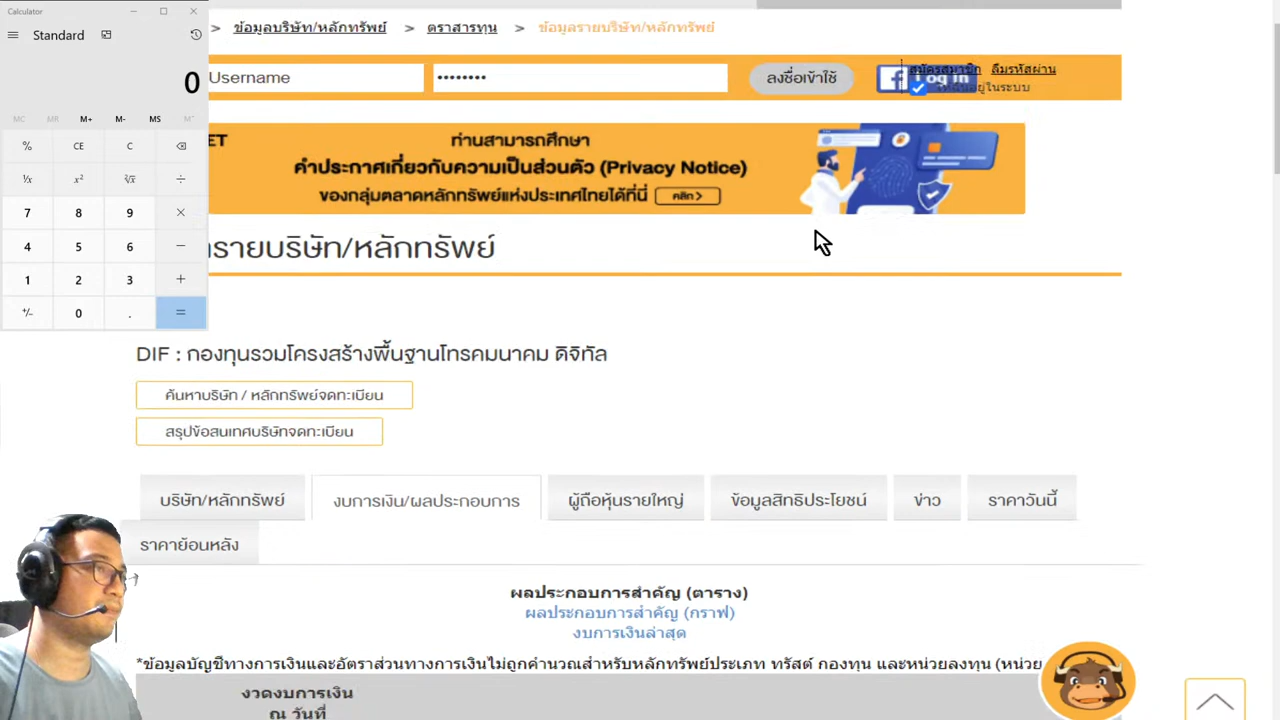 Calculator
Standard
0
MC MR M+ M- MS M˅
% CE C
¹/x x² ²√x ÷
7 8 9 ×
4 5 6 −
1 2 3 +
+/- 0 . =
> ข้อมูลบริษัท/หลักทรัพย์ > ตราสารทุน > ข้อมูลรายบริษัท/หลักทรัพย์
Username •••••••• ลงชื่อเข้าใช้ Log in สมัครสมาชิก ลืมรหัสผ่าน
ให้ฉันอยู่ในระบบ
ET ท่านสามารถศึกษา
คำประกาศเกี่ยวกับความเป็นส่วนตัว (Privacy Notice)
ของกลุ่มตลาดหลักทรัพย์แห่งประเทศไทยได้ที่นี่ คลิก >
รายบริษัท/หลักทรัพย์
DIF : กองทุนรวมโครงสร้างพื้นฐานโทรคมนาคม ดิจิทัล
ค้นหาบริษัท / หลักทรัพย์จดทะเบียน
สรุปข้อสนเทศบริษัทจดทะเบียน
บริษัท/หลักทรัพย์ งบการเงิน/ผลประกอบการ ผู้ถือหุ้นรายใหญ่ ข้อมูลสิทธิประโยชน์ ข่าว ราคาวันนี้
ราคาย้อนหลัง
ผลประกอบการสำคัญ (ตาราง)
ผลประกอบการสำคัญ (กราฟ)
งบการเงินล่าสุด
*ข้อมูลบัญชีทางการเงินและอัตราส่วนทางการเงินไม่ถูกคำนวณสำหรับหลักทรัพย์ประเภท ทรัสต์ กองทุน และหน่วยลงทุน (หน่วย
งวดงบการเงิน
ณ วันที่